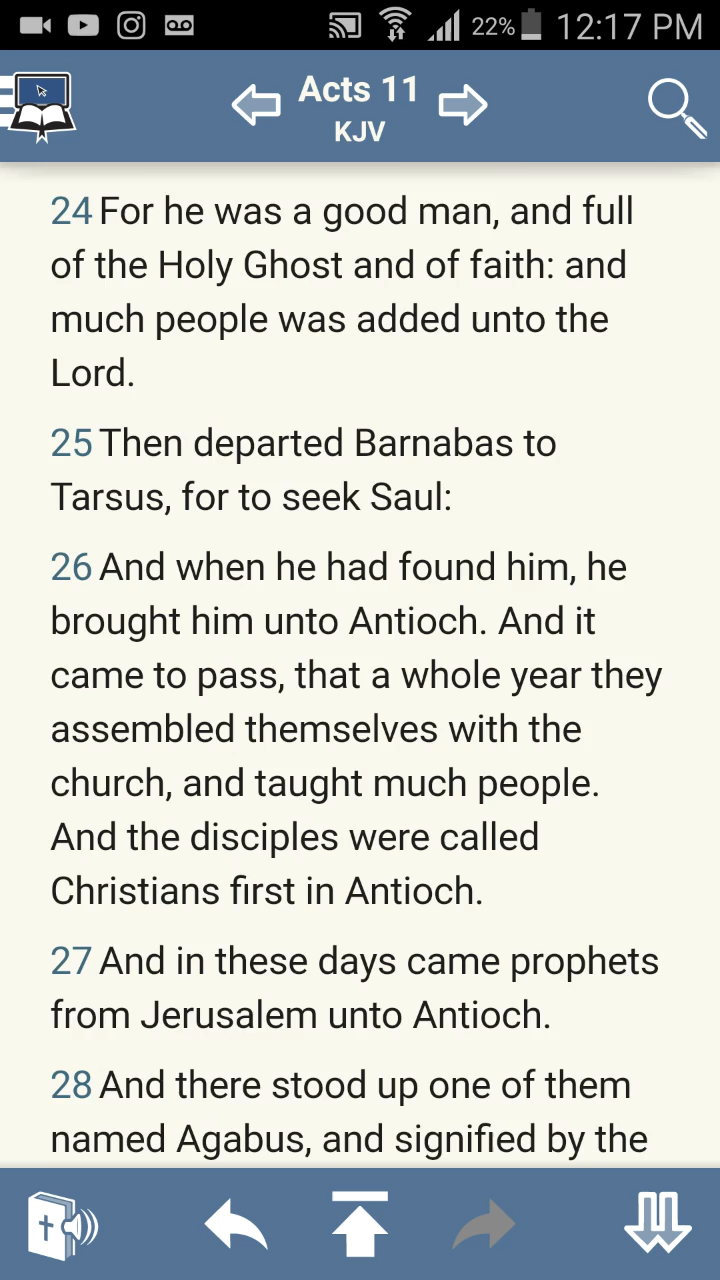 22% 12:17 PM
Acts 11
KJV
24 For he was a good man, and full
of the Holy Ghost and of faith: and
much people was added unto the
Lord.
25 Then departed Barnabas to
Tarsus, for to seek Saul:
26 And when he had found him, he
brought him unto Antioch. And it
came to pass, that a whole year they
assembled themselves with the
church, and taught much people.
And the disciples were called
Christians first in Antioch.
27 And in these days came prophets
from Jerusalem unto Antioch.
28 And there stood up one of them
named Agabus, and signified by the